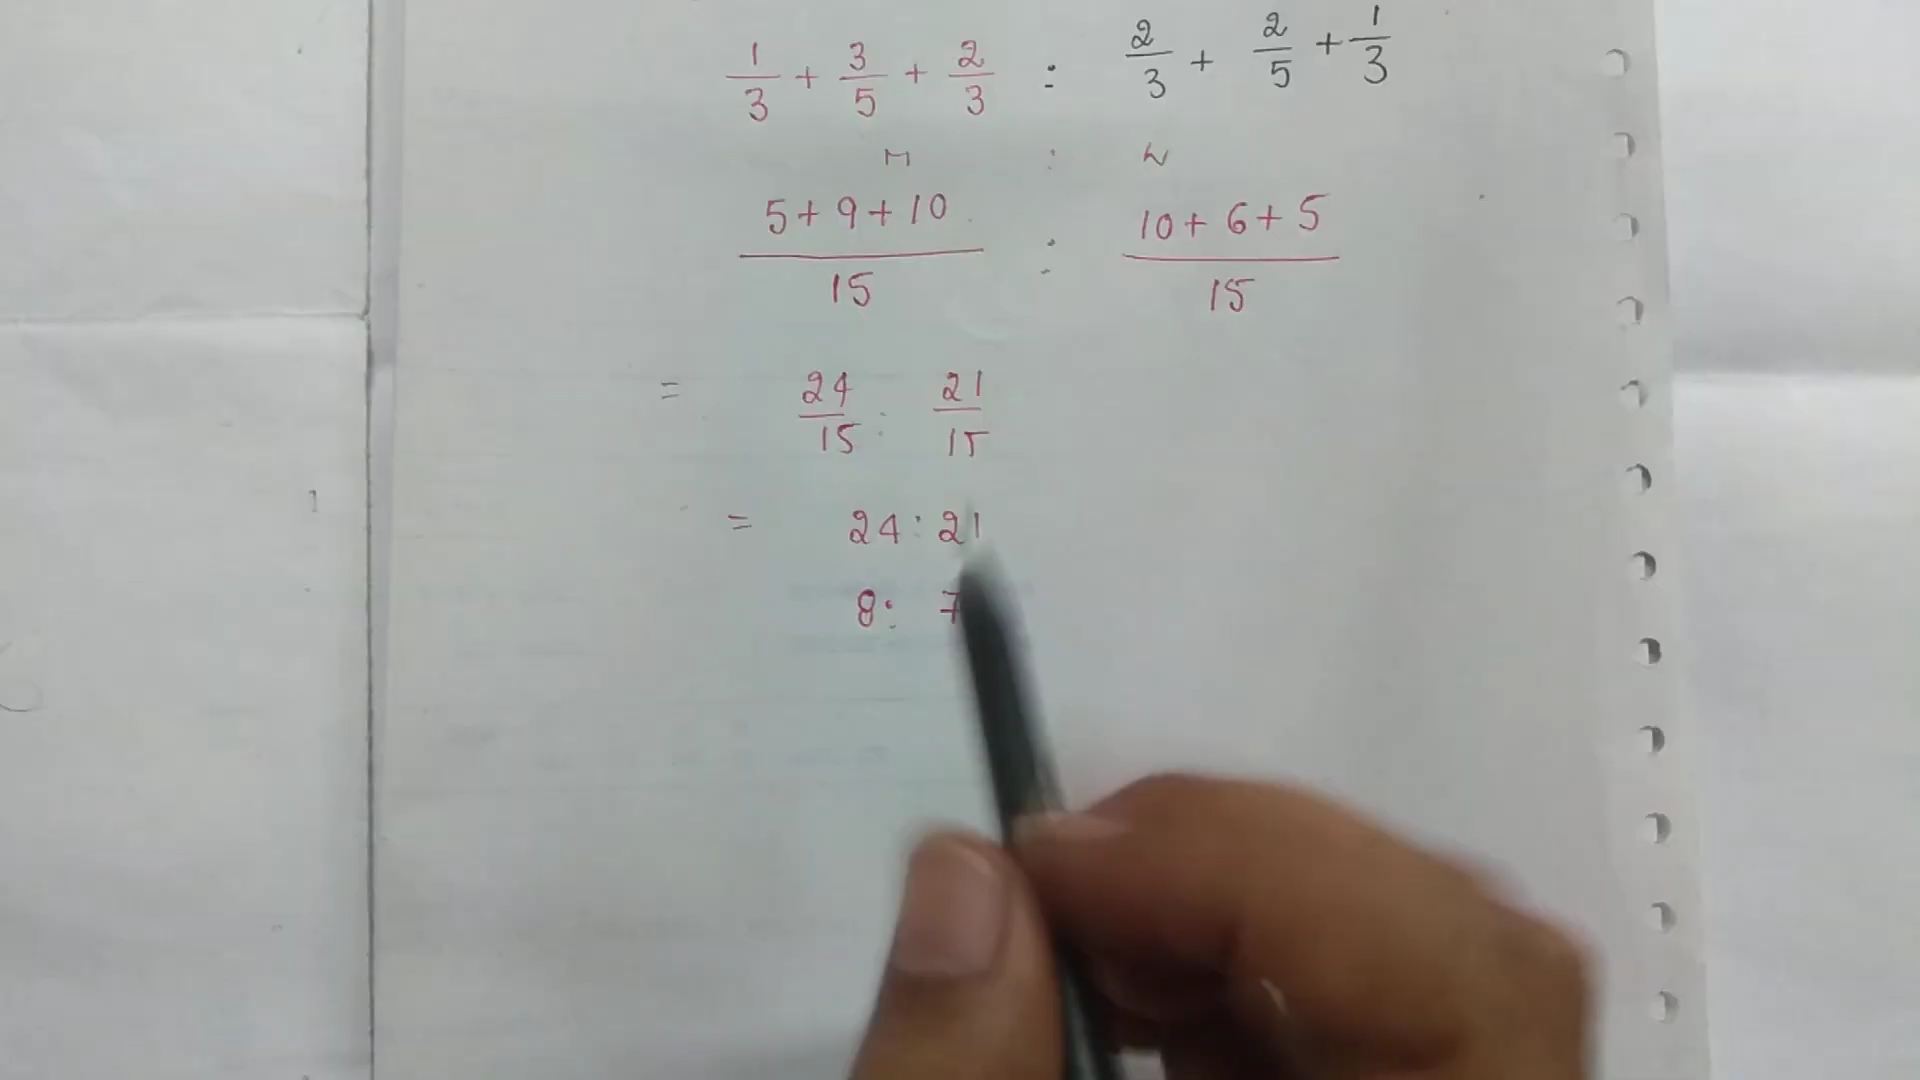 1/3 + 3/5 + 2/3 : 2/3 + 2/5 + 1/3
M : W
5+9+10/15 : 10+6+5/15
= 24/15 : 21/15
= 24 : 21
8 : 7